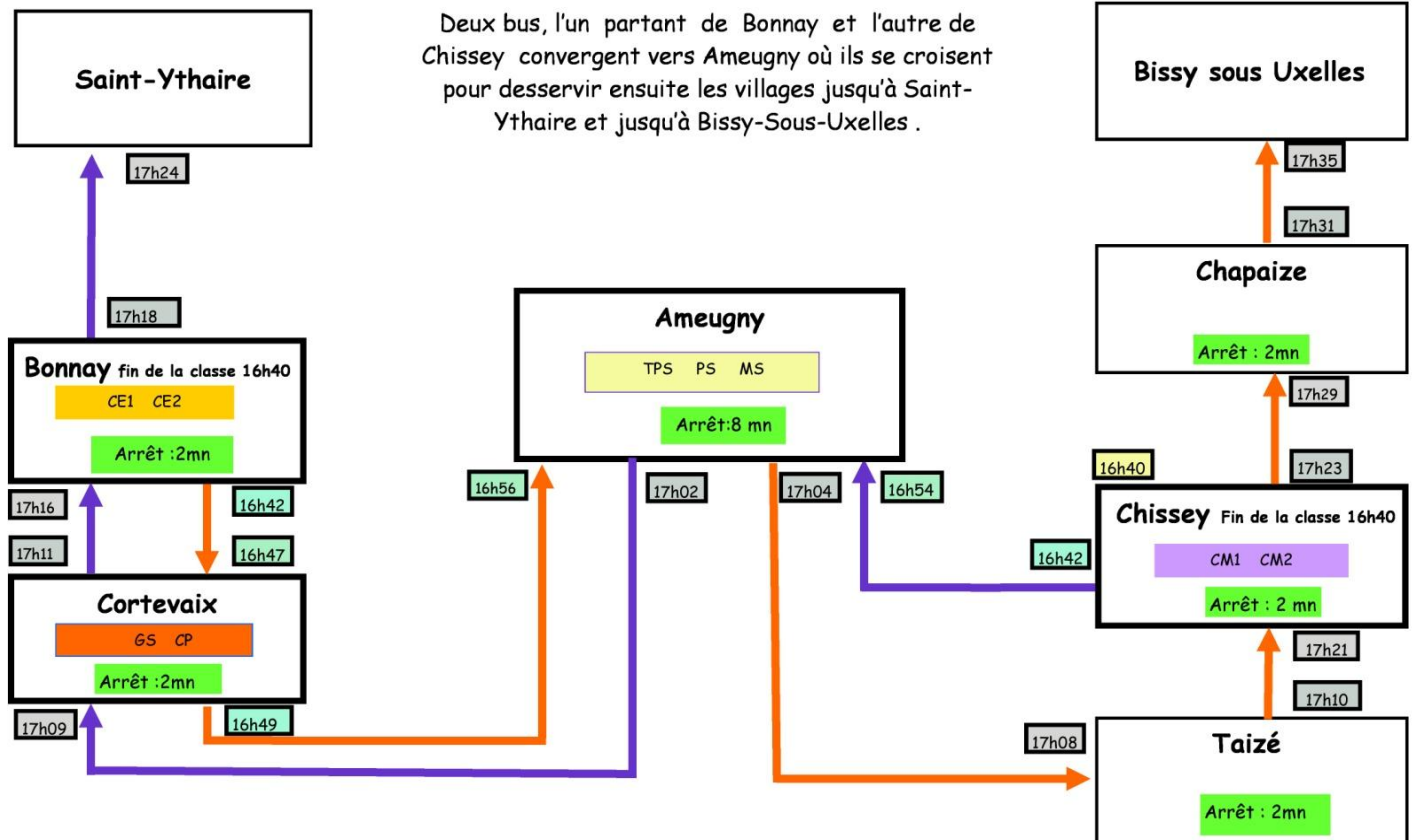 Deux bus, l'un partant de Bonnay et l'autre de
Chissey convergent vers Ameugny où ils se croisent
pour desservir ensuite les villages jusqu'à Saint-
Ythaire et jusqu'à Bissy-Sous-Uxelles .
Saint-Ythaire
17h24
17h18
Bonnay fin de la classe 16h40
CE1 CE2
Arrêt :2mn
17h16
16h42
17h11
16h47
Cortevaix
GS CP
Arrêt :2mn
17h09
16h49
Ameugny
TPS PS MS
Arrêt:8 mn
16h56
17h02
17h04
16h54
Bissy sous Uxelles
17h35
17h31
Chapaize
Arrêt : 2mn
17h29
16h40
17h23
Chissey Fin de la classe 16h40
16h42
CM1 CM2
Arrêt : 2 mn
17h21
17h10
17h08
Taizé
Arrêt : 2mn